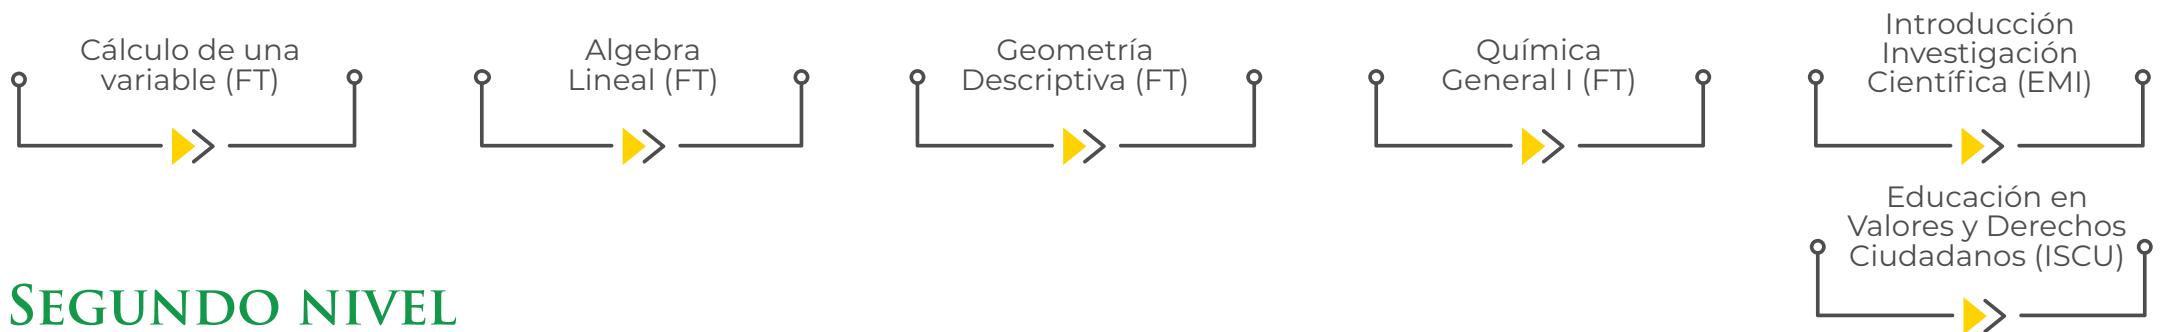 Cálculo de una
variable (FT)
Algebra
Lineal (FT)
Geometría
Descriptiva (FT)
Química
General I (FT)
Introducción
Investigación
Científica (EMI)
Educación en
Valores y Derechos
Ciudadanos (ISCU)
Segundo nivel